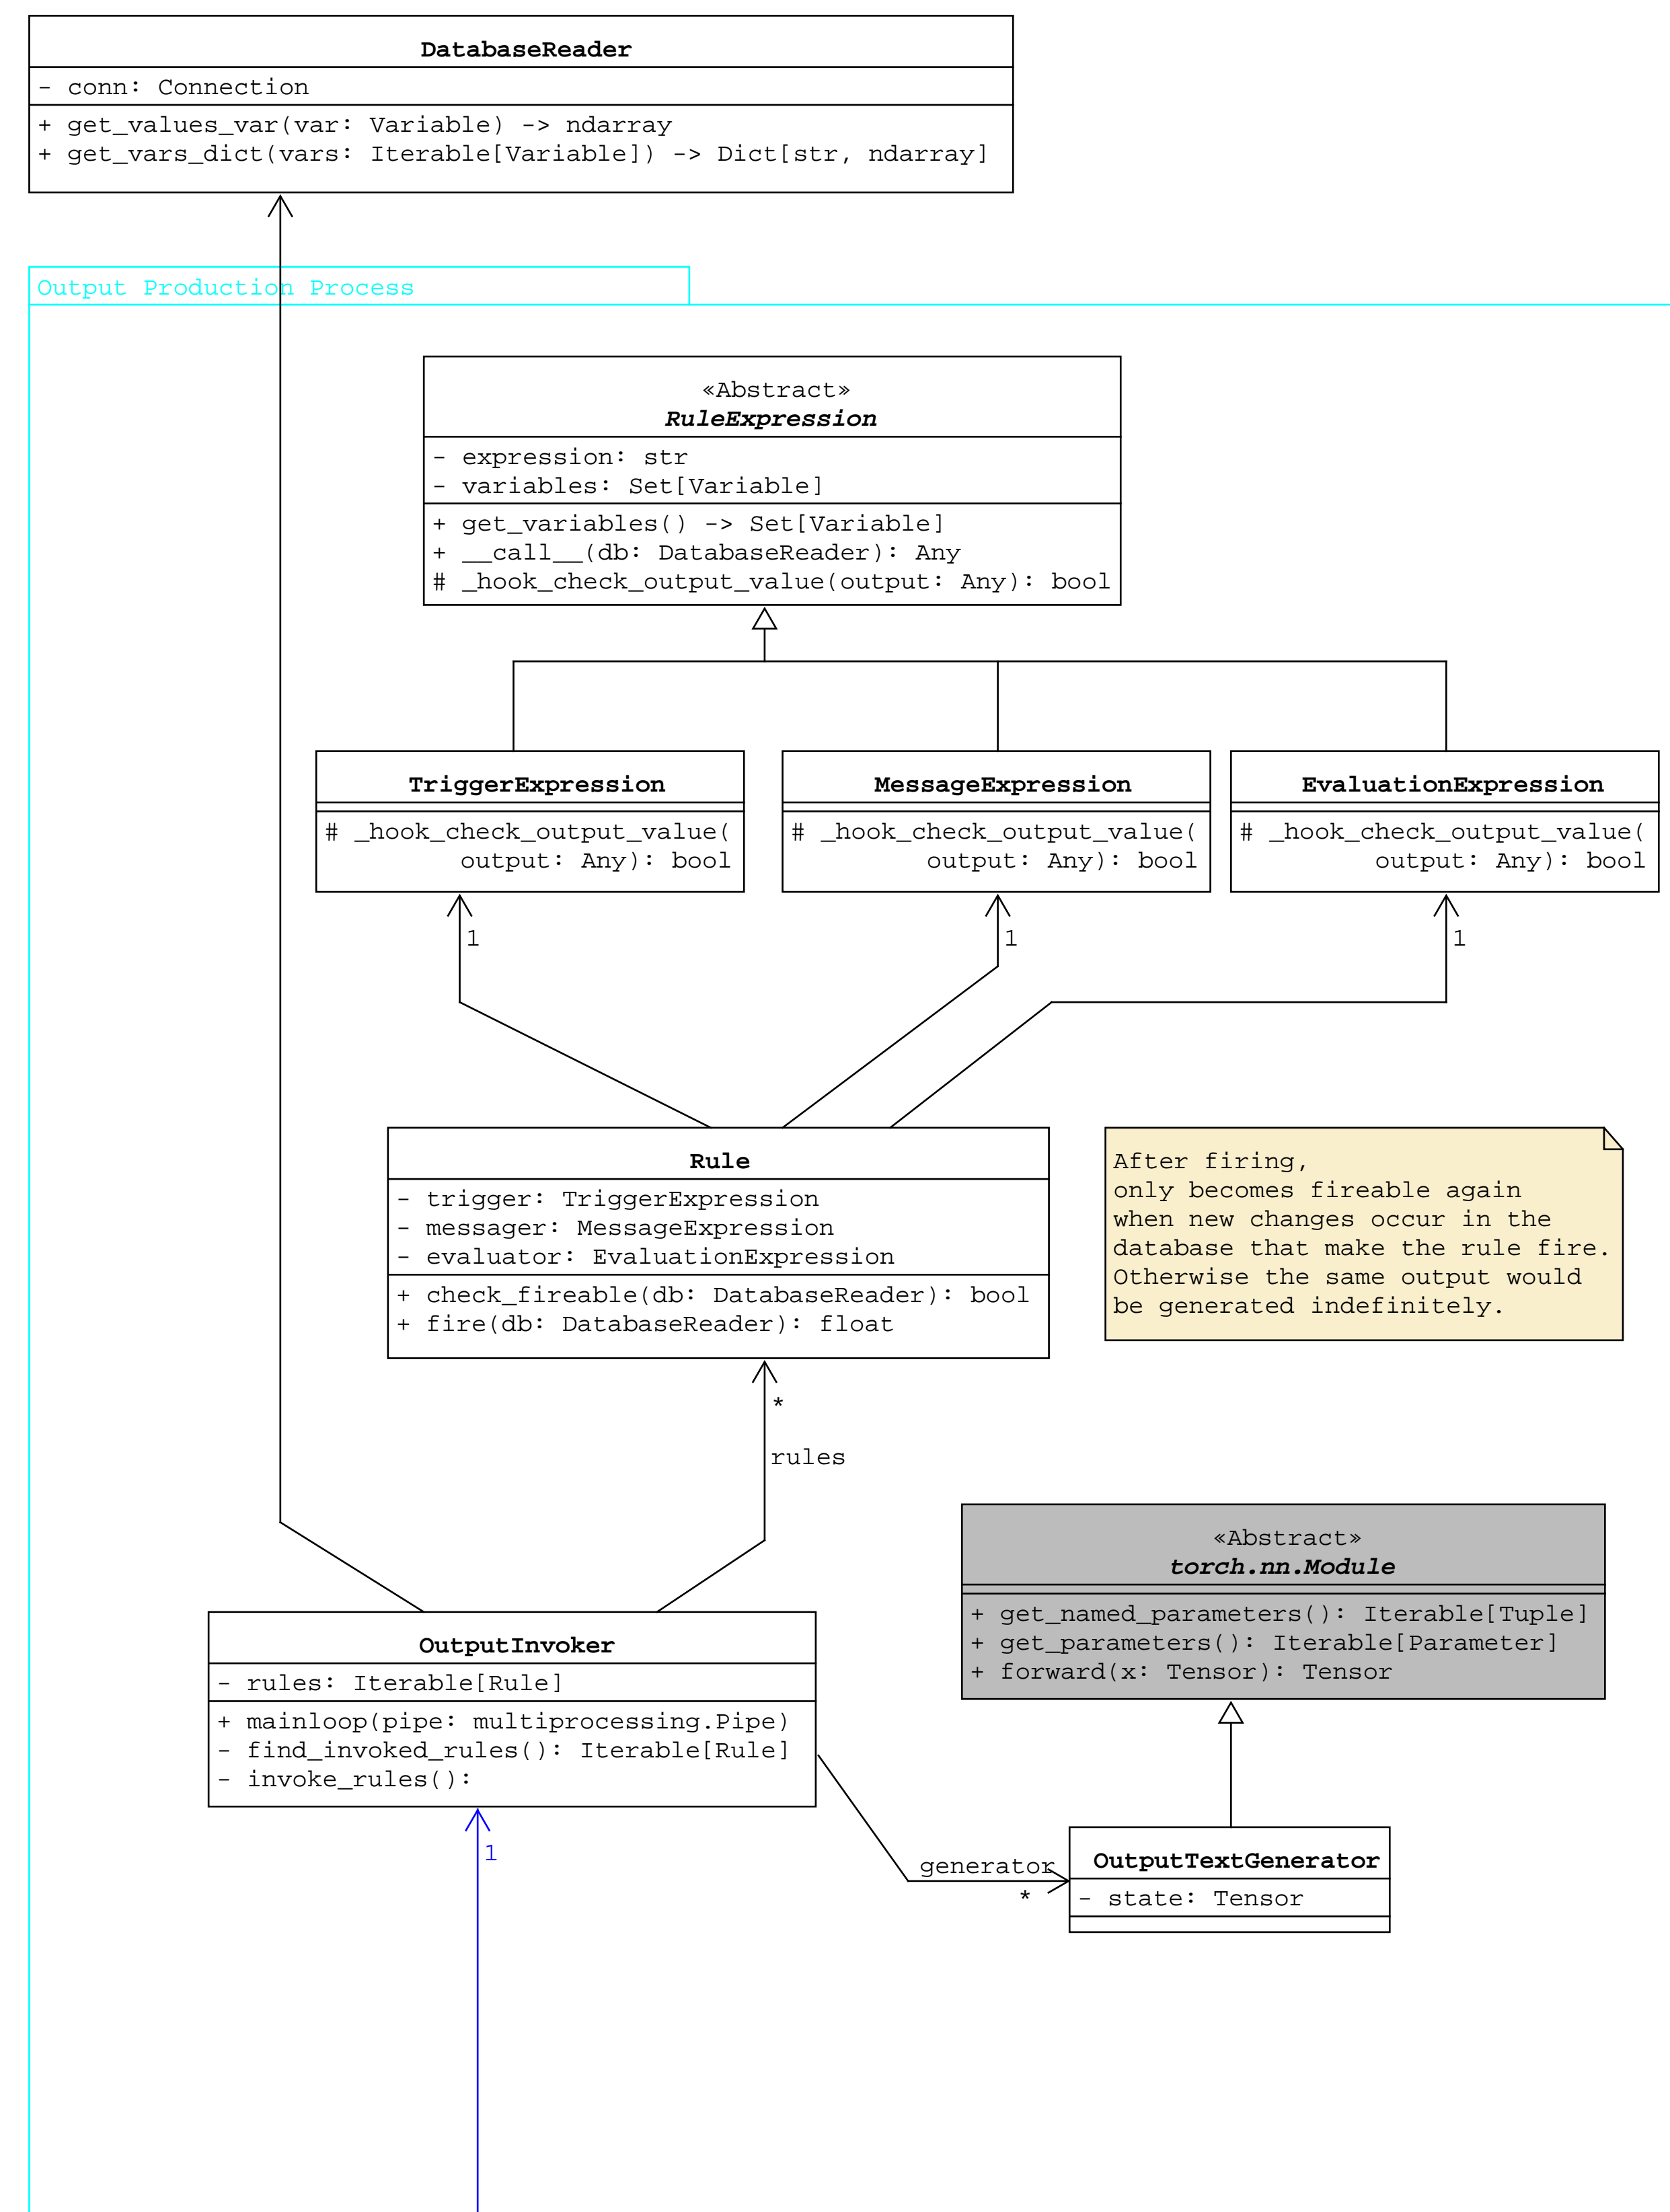 DatabaseReader
- conn: Connection
+ get_values_var(var: Variable) -> ndarray
+ get_vars_dict(vars: Iterable[Variable]) -> Dict[str, ndarray]
Output Production Process
«Abstract»
RuleExpression
- expression: str
- variables: Set[Variable]
+ get_variables() -> Set[Variable]
+ __call__(db: DatabaseReader): Any
# _hook_check_output_value(output: Any): bool
TriggerExpression
# _hook_check_output_value(
output: Any): bool
1
MessageExpression
# _hook_check_output_value(
output: Any): bool
1
EvaluationExpression
# _hook_check_output_value(
output: Any): bool
1
Rule
- trigger: TriggerExpression
- messager: MessageExpression
- evaluator: EvaluationExpression
+ check_fireable(db: DatabaseReader): bool
+ fire(db: DatabaseReader): float
After firing,
only becomes fireable again
when new changes occur in the
database that make the rule fire.
Otherwise the same output would
be generated indefinitely.
*
rules
«Abstract»
torch.nn.Module
+ get_named_parameters(): Iterable[Tuple]
+ get_parameters(): Iterable[Parameter]
+ forward(x: Tensor): Tensor
OutputInvoker
- rules: Iterable[Rule]
+ mainloop(pipe: multiprocessing.Pipe)
- find_invoked_rules(): Iterable[Rule]
- invoke_rules():
1
generator
*
OutputTextGenerator
- state: Tensor